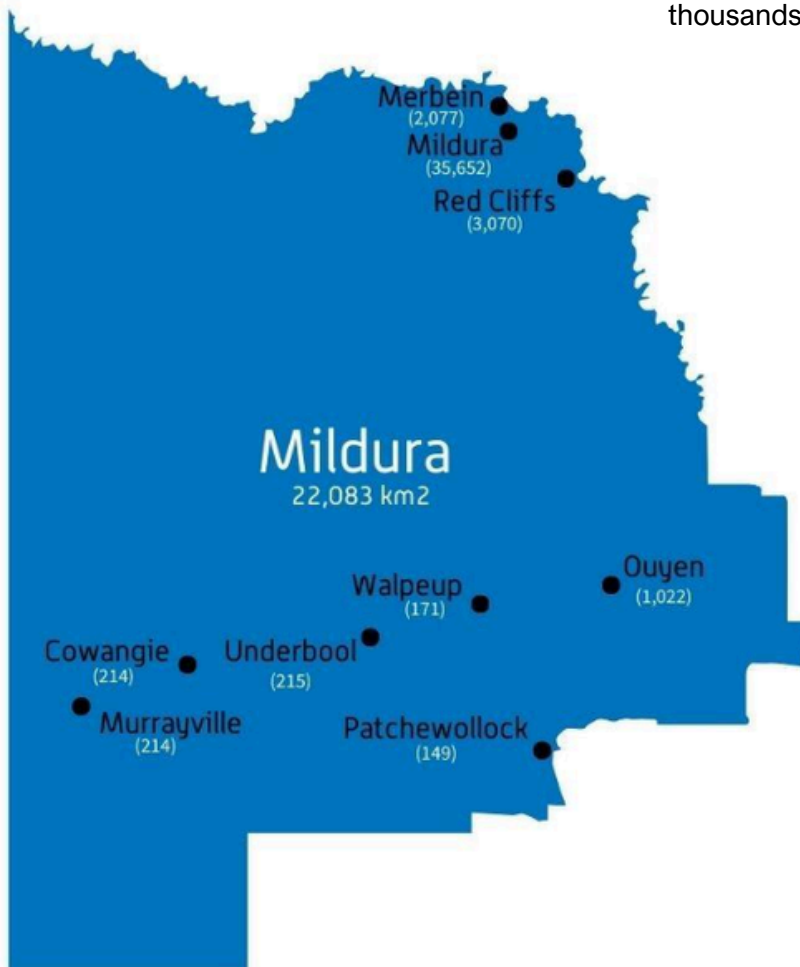 thousands
Merbein
(2,077)
Mildura
(35,652)
Red Cliffs
(3,070)
Mildura
22,083 km2
Ouyen
(1,022)
Walpeup
(171)
Cowangie
(214)
Underbool
(215)
Murrayville
(214)
Patchewollock
(149)